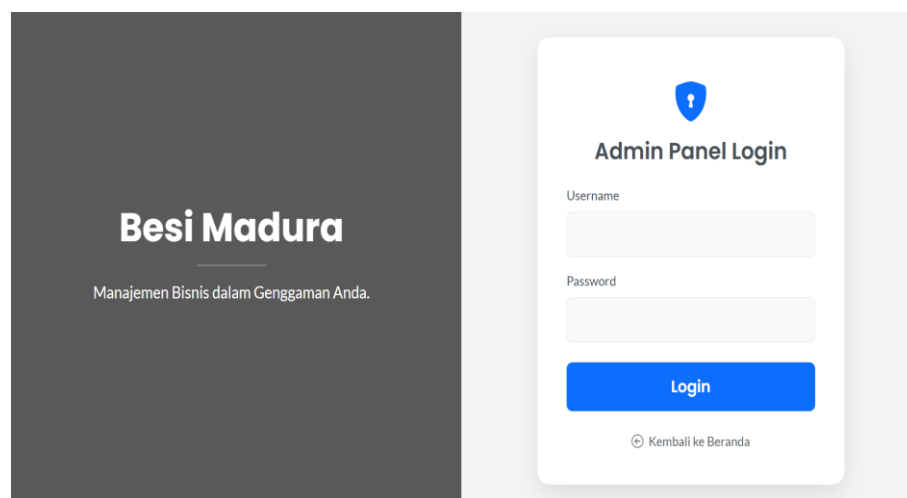 Besi Madura
Manajemen Bisnis dalam Genggaman Anda.
Admin Panel Login
Username
Password
Login
Kembali ke Beranda